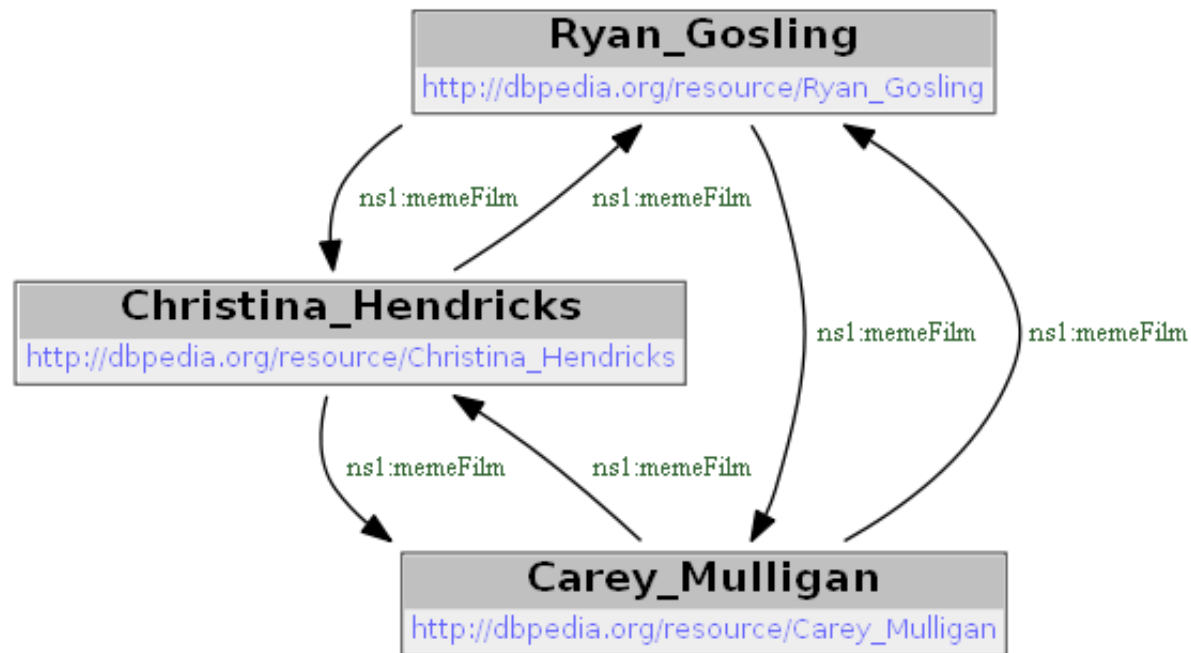 Ryan_Gosling
http://dbpedia.org/resource/Ryan_Gosling
ns1:memeFilm
ns1:memeFilm
Christina_Hendricks
http://dbpedia.org/resource/Christina_Hendricks
ns1:memeFilm
ns1:memeFilm
ns1:memeFilm
ns1:memeFilm
Carey_Mulligan
http://dbpedia.org/resource/Carey_Mulligan